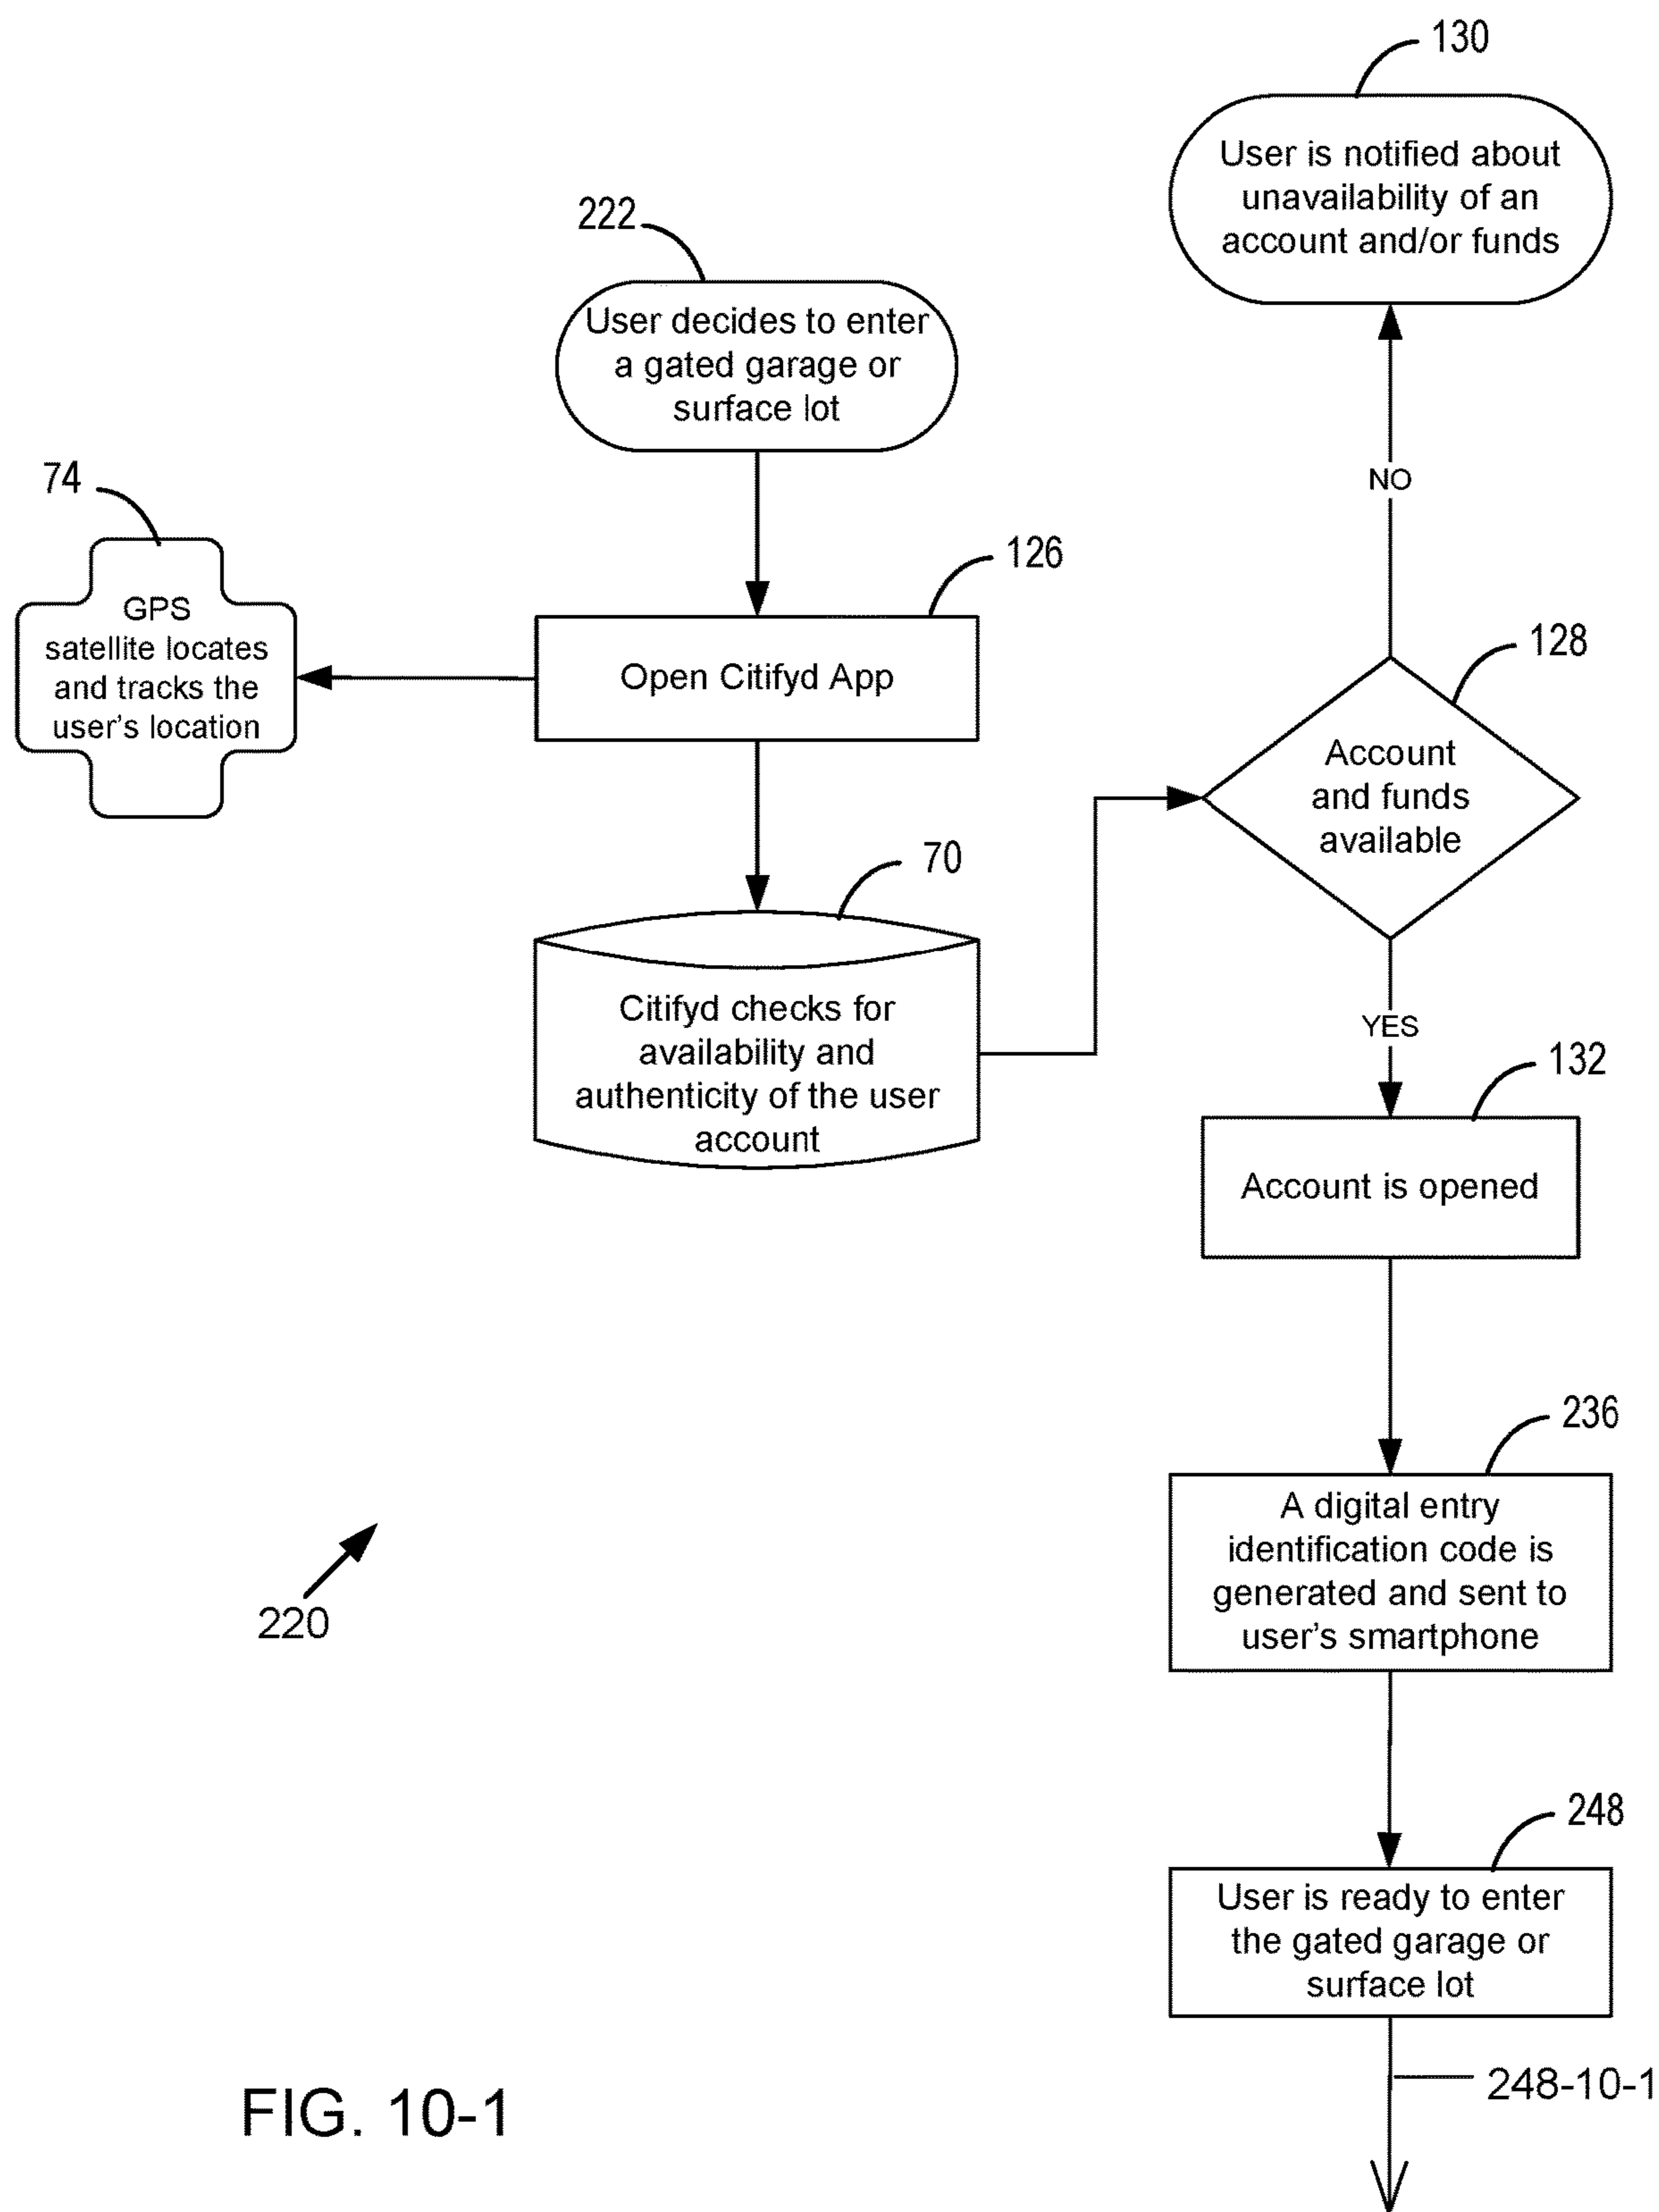 130
User is notified about
unavailability of an
account and/or funds
222
User decides to enter
a gated garage or
surface lot
NO
74
GPS
satellite locates
and tracks the
user's location
126
Open Citifyd App
128
Account
and funds
available
70
Citifyd checks for
availability and
authenticity of the user
account
YES
132
Account is opened
236
A digital entry
identification code is
generated and sent to
user's smartphone
220
248
User is ready to enter
the gated garage or
surface lot
248-10-1
FIG. 10-1